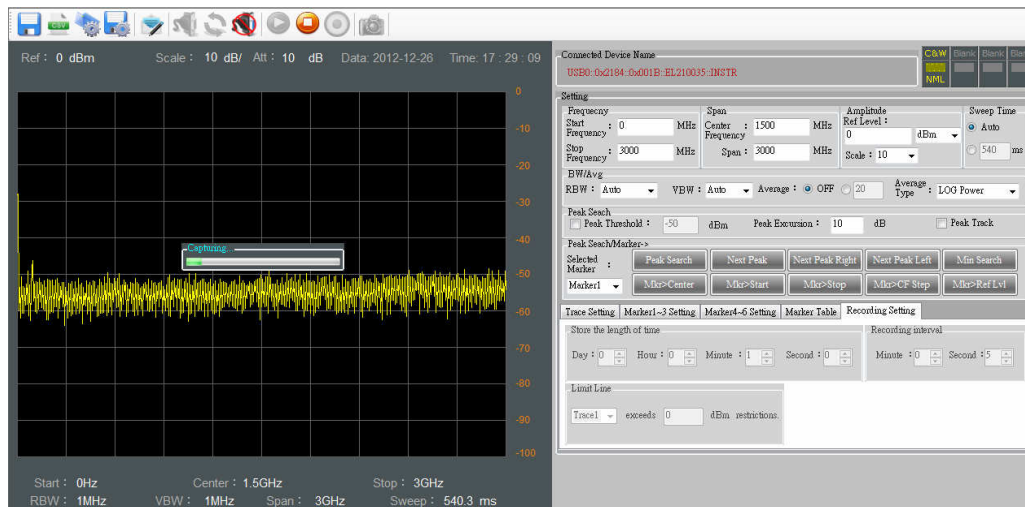 CSV
Ref : 0 dBm Scale : 10 dB/ Att : 10 dB Data: 2012-12-26 Time: 17 : 29 : 09
0
-10
-20
-30
-40
-50
-60
-70
-80
-90
-100
Capturing...
Start : 0Hz Center : 1.5GHz Stop : 3GHz
RBW : 1MHz VBW : 1MHz Span : 3GHz Sweep : 540.3 ms
Connected Device Name
USB0::0x2184::0x001B::EL210035::INSTR
C&W Blank Blank Bla
NML
Setting
Frequecny Span Amplitude Sweep Time
Start Frequency : 0 MHz Center Frequency : 1500 MHz Ref Level : 0 dBm Auto
Stop Frequency : 3000 MHz Span : 3000 MHz Scale : 10 540 ms
BW/Avg
RBW : Auto VBW : Auto Average : OFF 20 Average Type : LOG Power
Peak Seach
Peak Threshold : -50 dBm Peak Excursion : 10 dB Peak Track
Peak Seach/Marker->
Selected Marker : Peak Search Next Peak Next Peak Right Next Peak Left Min Search
Marker1 Mkr>Center Mkr>Start Mkr>Stop Mkr>CF Step Mkr>Ref Lvl
Trace Setting Marker1~3 Setting Marker4~6 Setting Marker Table Recording Setting
Store the length of time Recording interval
Day : 0 Hour : 0 Minute : 1 Second : 0 Minute : 0 Second : 5
Limit Line
Trace1 exceeds 0 dBm restrictions.